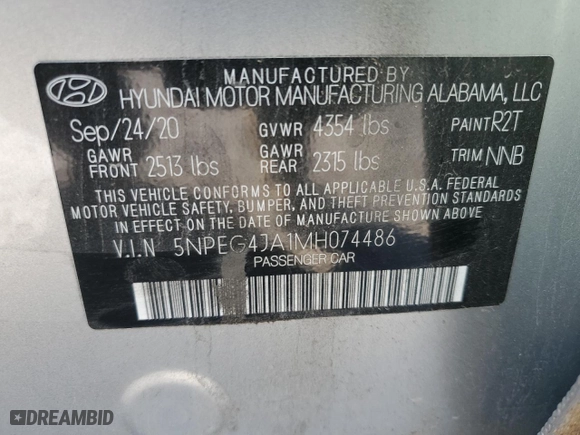 MANUFACTURED BY
HYUNDAI MOTOR MANUFACTURING ALABAMA, LLC
Sep/24/20 GVWR 4354 lbs PAINT R2T
GAWR FRONT 2513 lbs GAWR REAR 2315 lbs TRIM NNB
THIS VEHICLE CONFORMS TO ALL APPLICABLE U.S.A. FEDERAL
MOTOR VEHICLE SAFETY, BUMPER, AND THEFT PREVENTION STANDARDS
IN EFFECT ON THE DATE OF MANUFACTURE SHOWN ABOVE.
V.I.N 5NPEG4JA1MH074486
PASSENGER CAR
DREAMBID